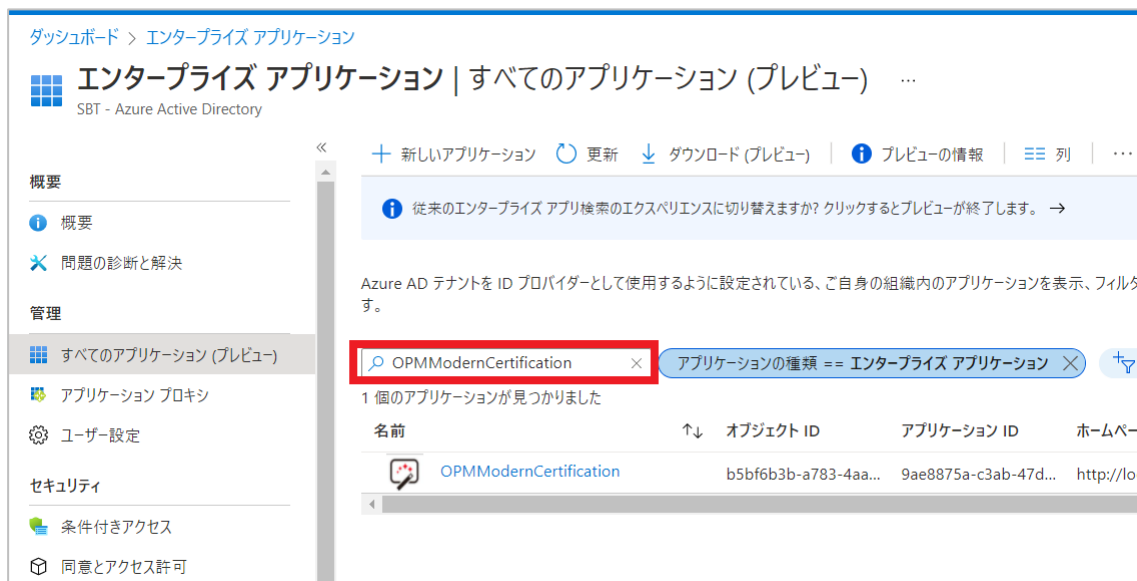 ダッシュボード > エンタープライズ アプリケーション
エンタープライズ アプリケーション | すべてのアプリケーション (プレビュー) ...
SBT - Azure Active Directory
«
新しいアプリケーション 更新 ダウンロード (プレビュー) プレビューの情報 列 ...
概要
概要
問題の診断と解決
管理
すべてのアプリケーション (プレビュー)
アプリケーション プロキシ
ユーザー設定
セキュリティ
条件付きアクセス
同意とアクセス許可
従来のエンタープライズ アプリ検索のエクスペリエンスに切り替えますか? クリックするとプレビューが終了します。 →
Azure AD テナントを ID プロバイダーとして使用するように設定されている、ご自身の組織内のアプリケーションを表示、フィルタ
す。
OPMModernCertification アプリケーションの種類 == エンタープライズ アプリケーション
1 個のアプリケーションが見つかりました
名前 ↑↓ オブジェクト ID アプリケーション ID ホームペー
OPMModernCertification b5bf6b3b-a783-4aa... 9ae8875a-c3ab-47d... http://lo